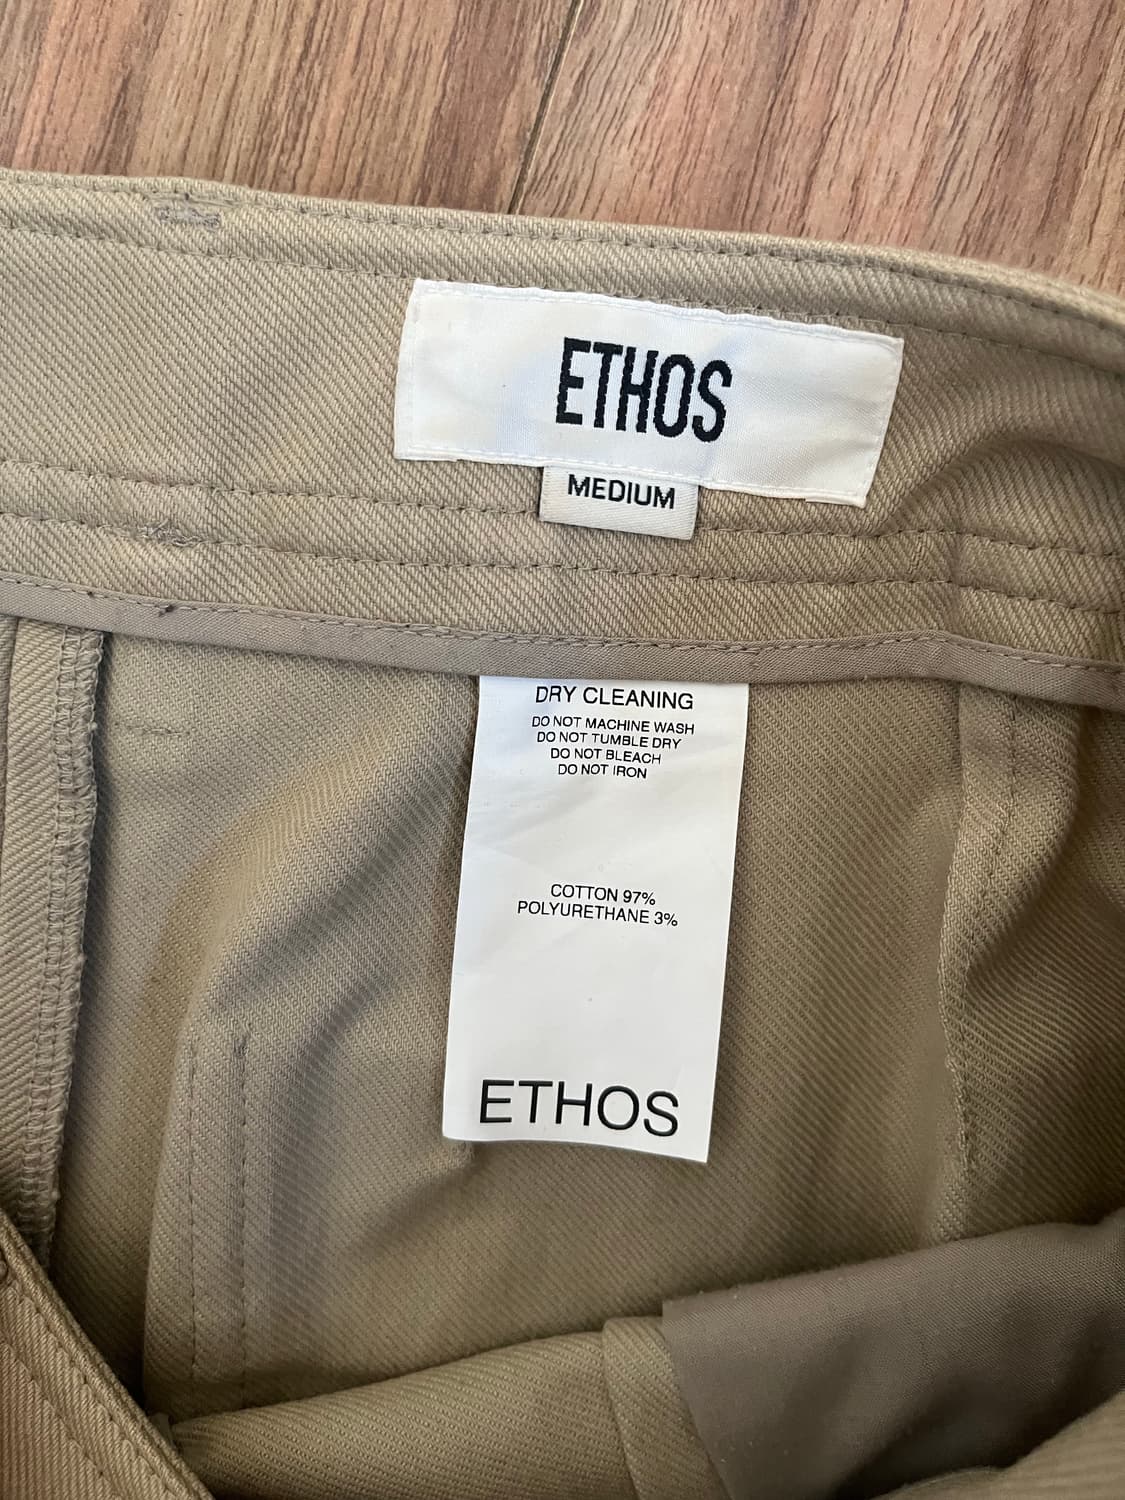 ETHOS
MEDIUM
DRY CLEANING
DO NOT MACHINE WASH
DO NOT TUMBLE DRY
DO NOT BLEACH
DO NOT IRON
COTTON 97%
POLYURETHANE 3%
ETHOS